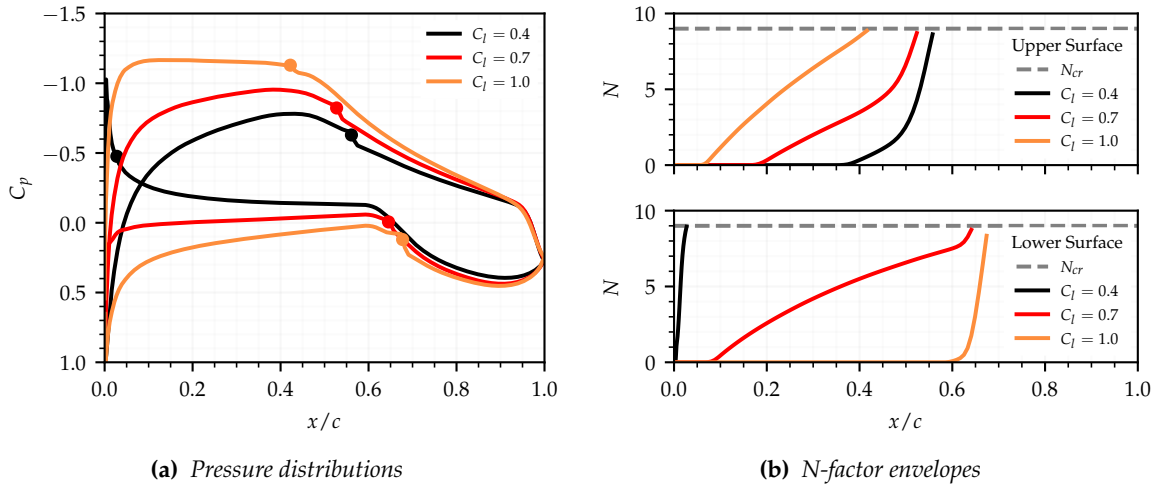 −1.5
−1.0
−0.5
0.0
0.5
1.0
C_p
0.0 0.2 0.4 0.6 0.8 1.0
x/c
C_l = 0.4
C_l = 0.7
C_l = 1.0
(a) Pressure distributions
10
5
0
N
Upper Surface
N_cr
C_l = 0.4
C_l = 0.7
C_l = 1.0
10
5
0
N
Lower Surface
N_cr
C_l = 0.4
C_l = 0.7
C_l = 1.0
0.0 0.2 0.4 0.6 0.8 1.0
x/c
(b) N-factor envelopes